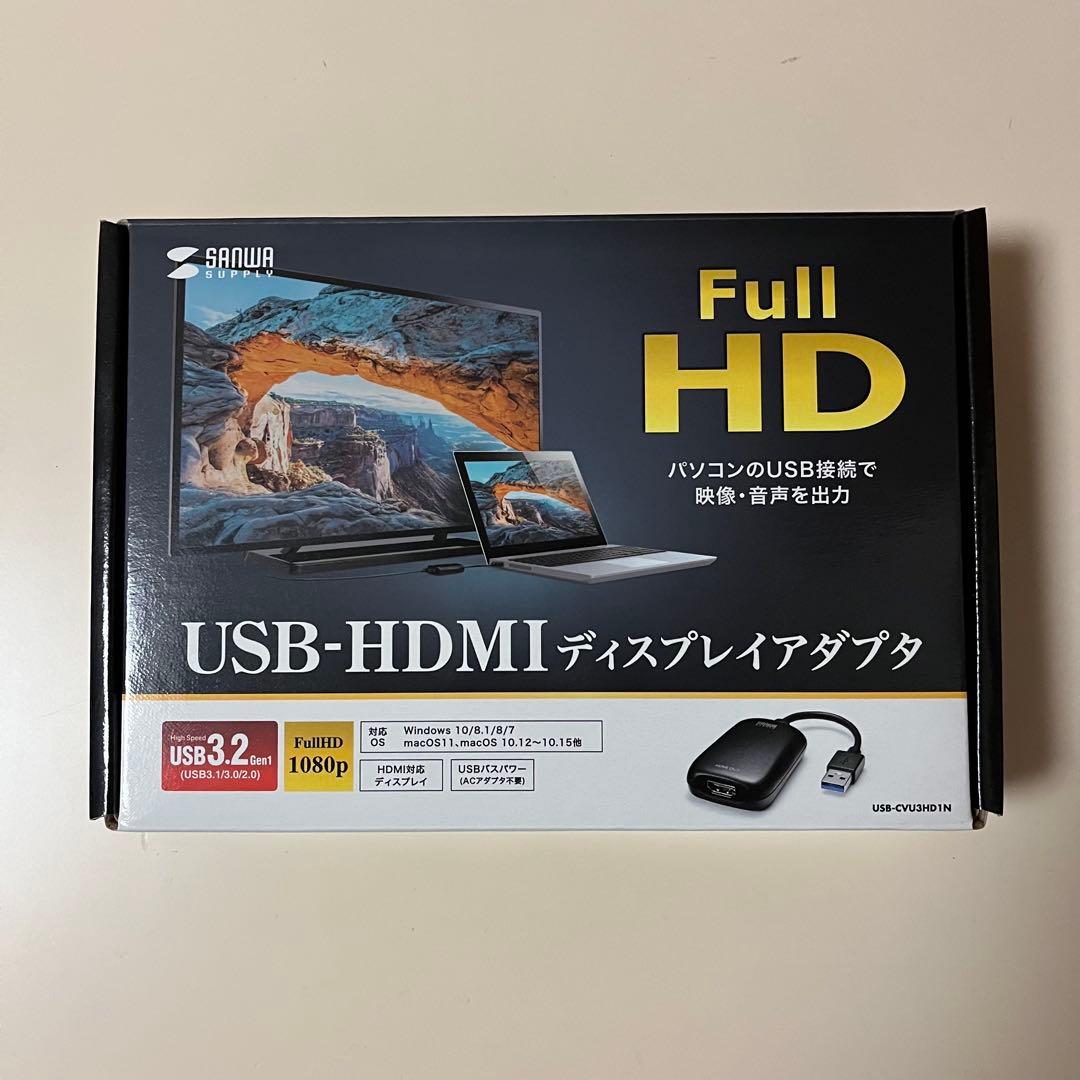 SANWA
SUPPLY
Full
HD
パソコンのUSB接続で
映像・音声を出力
USB-HDMIディスプレイアダプタ
High Speed
USB3.2Gen1
(USB3.1/3.0/2.0)
FullHD
1080p
対応
OS
Windows 10/8.1/8/7
macOS11、macOS 10.12〜10.15他
HDMI対応
ディスプレイ
USBバスパワー
(ACアダプタ不要)
HDMI OUT
USB-CVU3HD1N